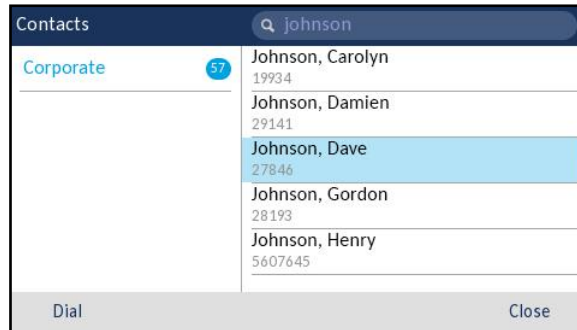 Contacts
johnson
Corporate 57
Johnson, Carolyn
19934
Johnson, Damien
29141
Johnson, Dave
27846
Johnson, Gordon
28193
Johnson, Henry
5607645
Dial Close